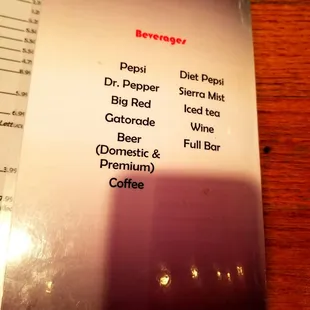 Beverages
Pepsi
Dr. Pepper
Big Red
Gatorade
Beer
(Domestic &
Premium)
Coffee
Diet Pepsi
Sierra Mist
Iced tea
Wine
Full Bar